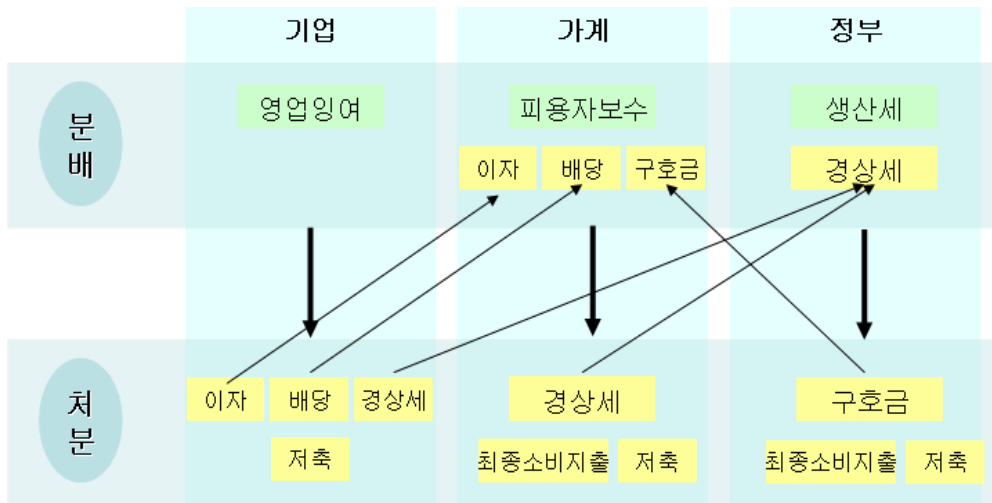 기업 가계 정부
분배
영업잉여 피용자보수 생산세
이자 배당 구호금 경상세
처분
이자 배당 경상세 경상세 구호금
저축 최종소비지출 저축 최종소비지출 저축